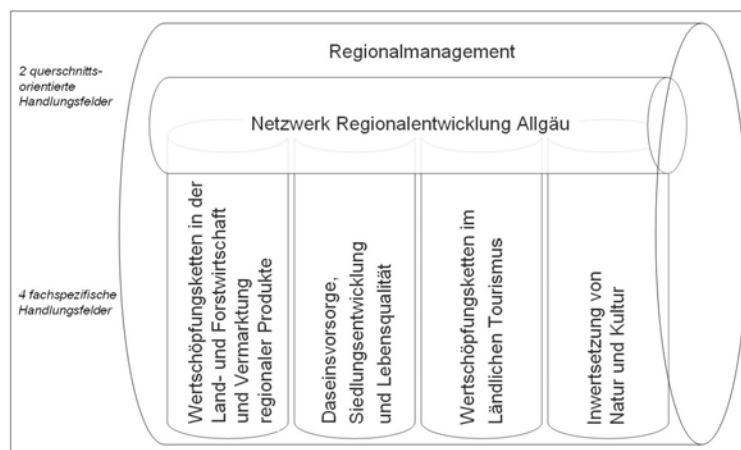 Regionalmanagement
2 querschnitts-
orientierte
Handlungsfelder
Netzwerk Regionalentwicklung Allgäu
4 fachspezifische
Handlungsfelder
Wertschöpfungsketten in der
Land- und Forstwirtschaft
und Vermarktung
regionaler Produkte
Daseinsvorsorge,
Siedlungsentwicklung
und Lebensqualität
Wertschöpfungsketten im
Ländlichen Tourismus
Inwertsetzung von
Natur und Kultur